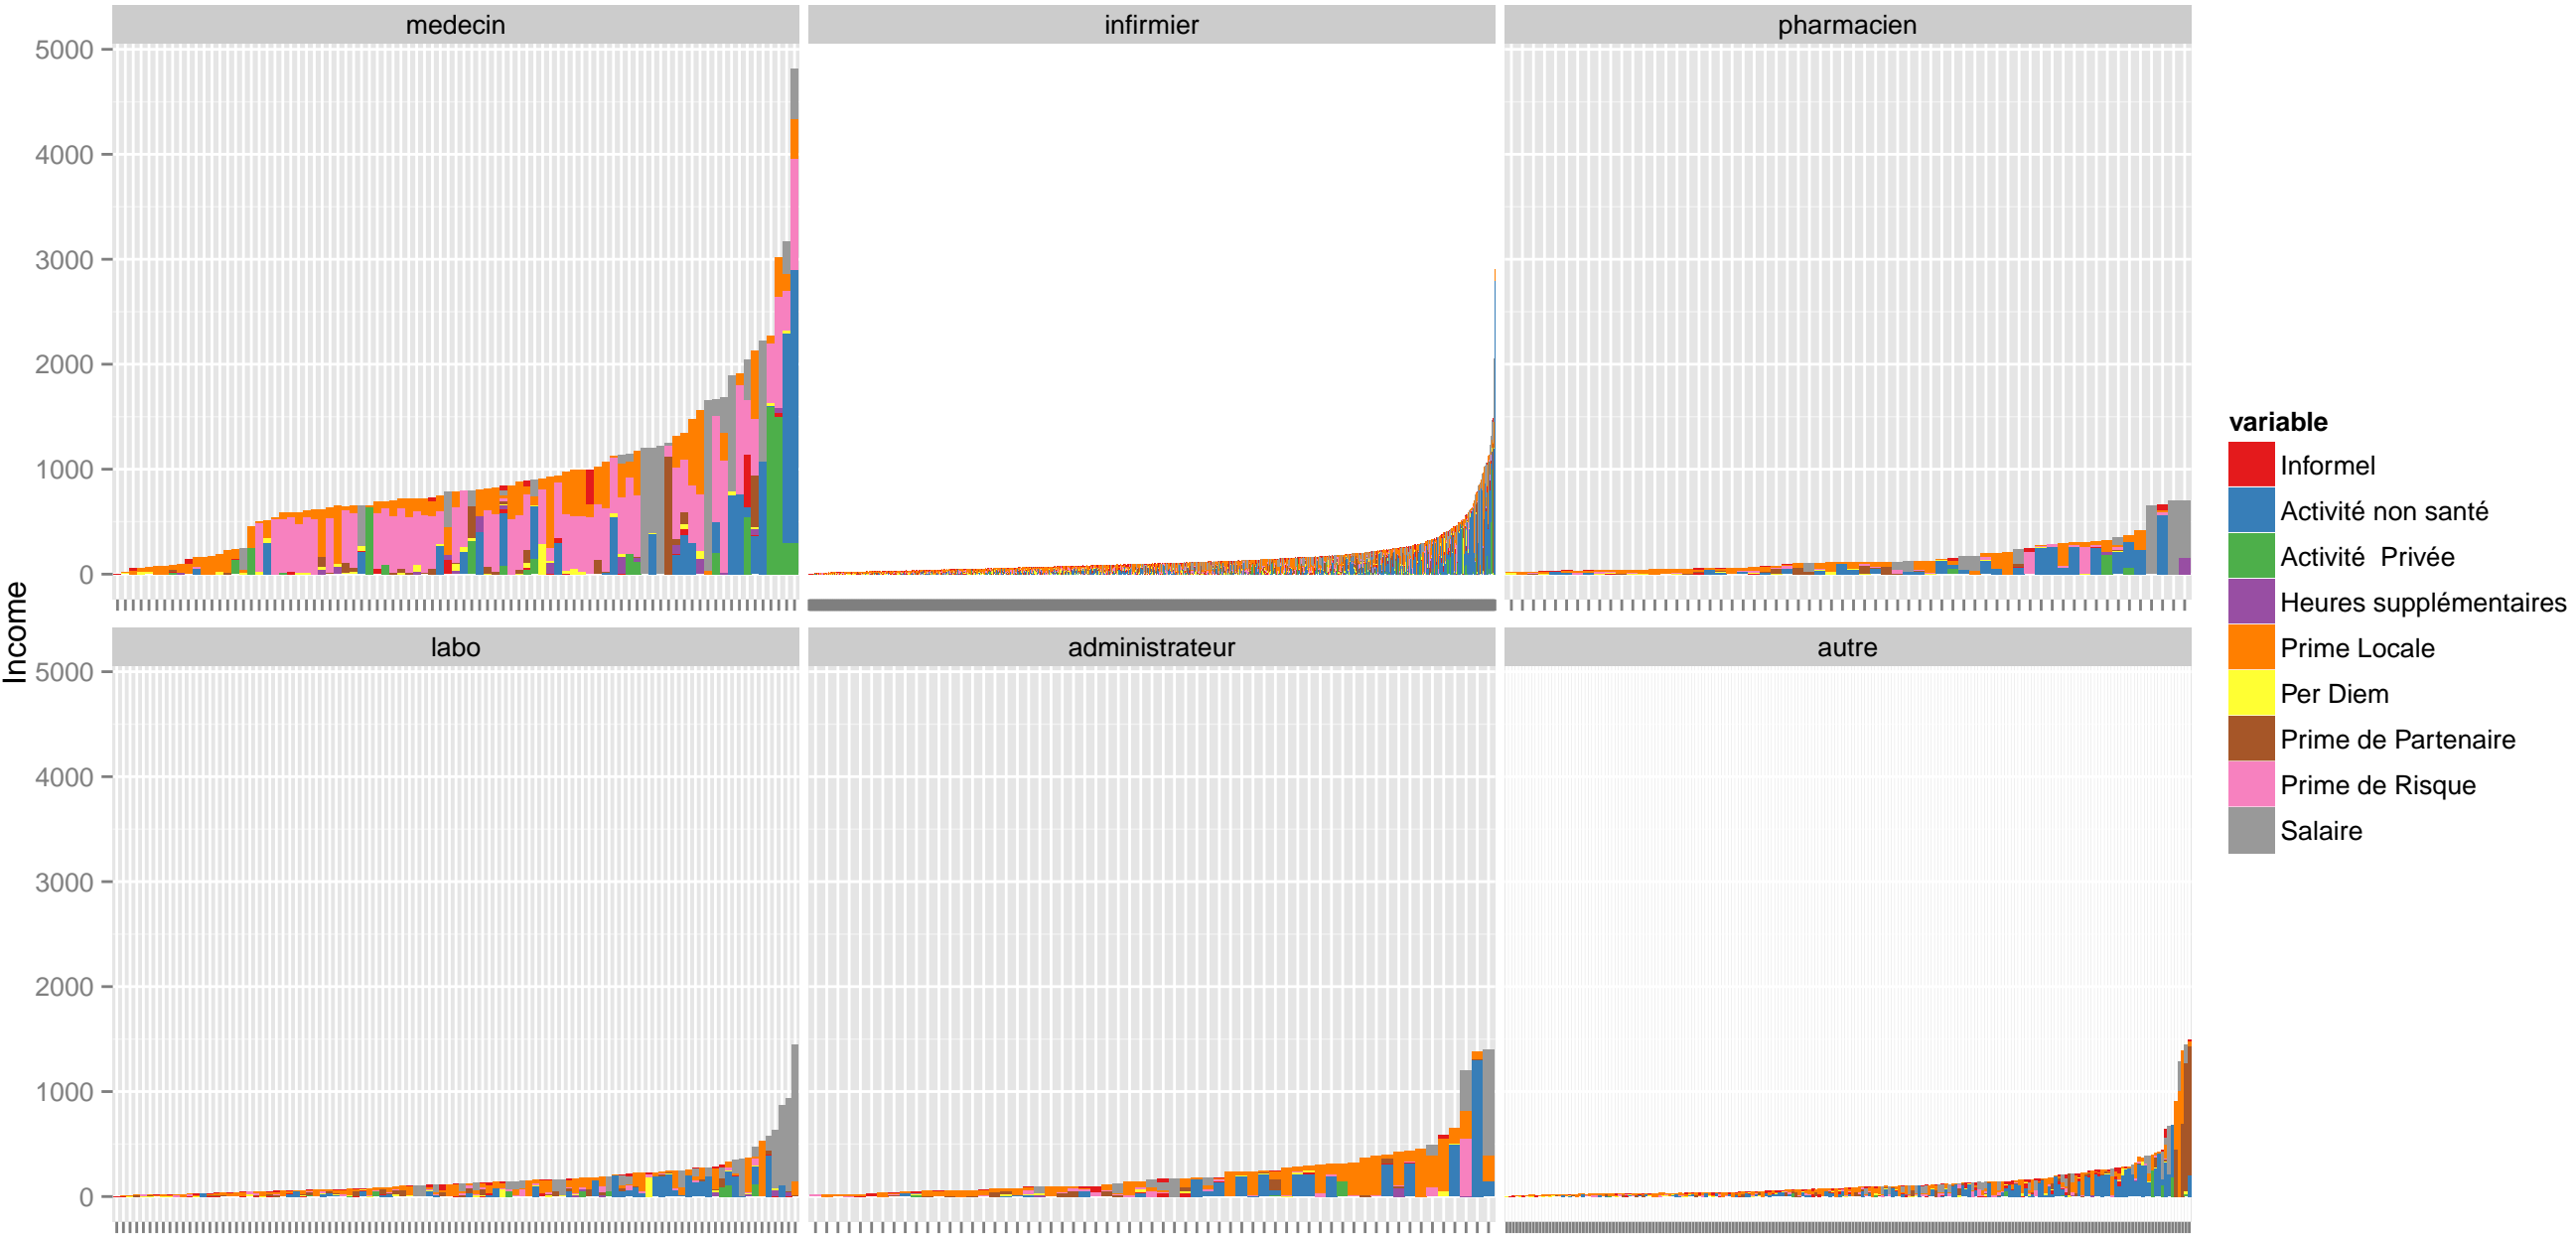 medecin
infirmier
pharmacien
5000
4000
3000
2000
1000
0
labo
administrateur
autre
5000
4000
3000
2000
1000
0
Income
variable
Informel
Activité non santé
Activité  Privée
Heures supplémentaires
Prime Locale
Per Diem
Prime de Partenaire
Prime de Risque
Salaire